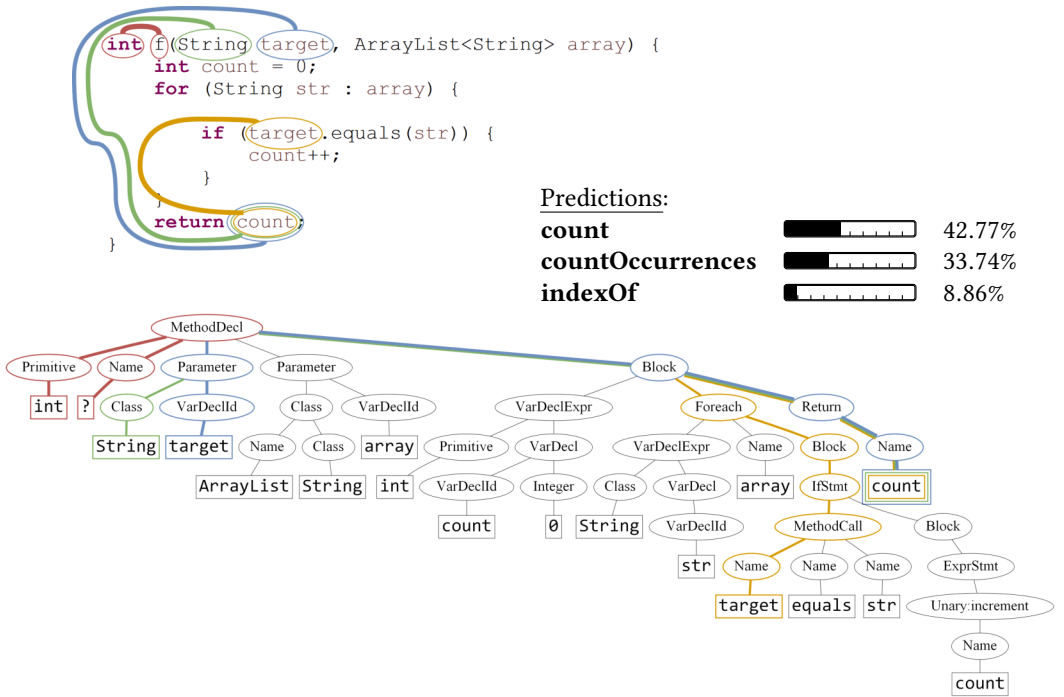 int f(String target, ArrayList<String> array) {
int count = 0;
for (String str : array) {
if (target.equals(str)) {
count++;
}
}
return count;
}
Predictions:
count 42.77%
countOccurrences 33.74%
indexOf 8.86%
MethodDecl
Primitive Name Parameter Parameter Block
int ? Class VarDeclId Class VarDeclId VarDeclExpr Foreach Return
String target Name Class array Primitive VarDecl VarDeclExpr Name Block Name
ArrayList String int VarDeclId Integer Class VarDecl array IfStmt count
count 0 String VarDeclId MethodCall Block
str Name Name Name ExprStmt
target equals str Unary:increment
Name
count